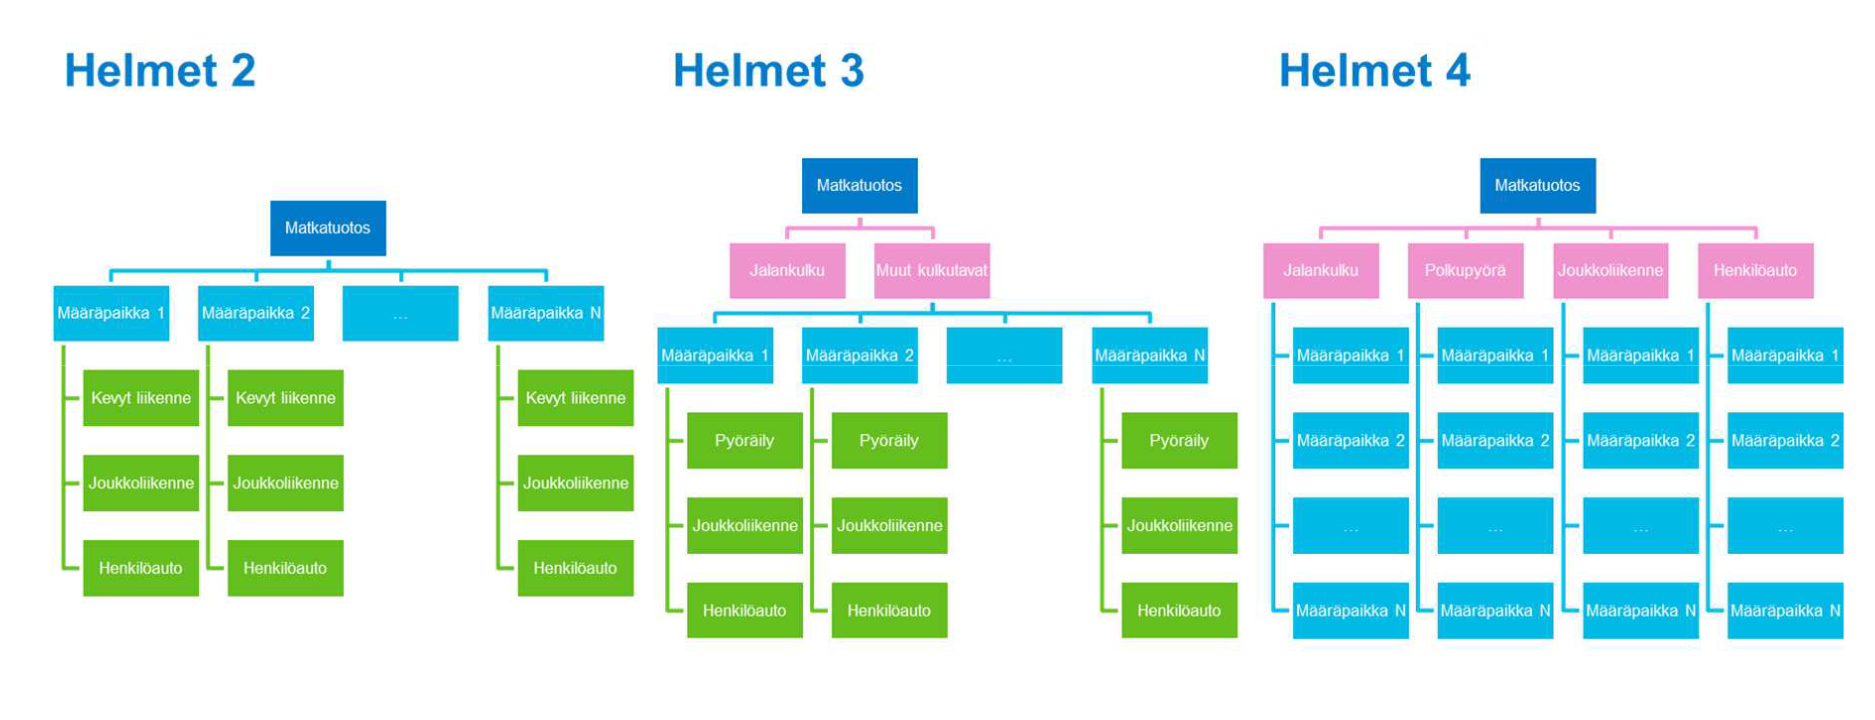 Helmet 2
Matkatuotos
Määräpaikka 1
Määräpaikka 2
...
Määräpaikka N
Kevyt liikenne
Kevyt liikenne
Kevyt liikenne
Joukkoliikenne
Joukkoliikenne
Joukkoliikenne
Henkilöauto
Henkilöauto
Henkilöauto
Helmet 3
Matkatuotos
Jalankulku
Muut kulkutavat
Määräpaikka 1
Määräpaikka 2
...
Määräpaikka N
Pyöräily
Pyöräily
Pyöräily
Joukkoliikenne
Joukkoliikenne
Joukkoliikenne
Henkilöauto
Henkilöauto
Henkilöauto
Helmet 4
Matkatuotos
Jalankulku
Polkupyörä
Joukkoliikenne
Henkilöauto
Määräpaikka 1
Määräpaikka 1
Määräpaikka 1
Määräpaikka 1
Määräpaikka 2
Määräpaikka 2
Määräpaikka 2
Määräpaikka 2
...
...
...
...
Määräpaikka N
Määräpaikka N
Määräpaikka N
Määräpaikka N